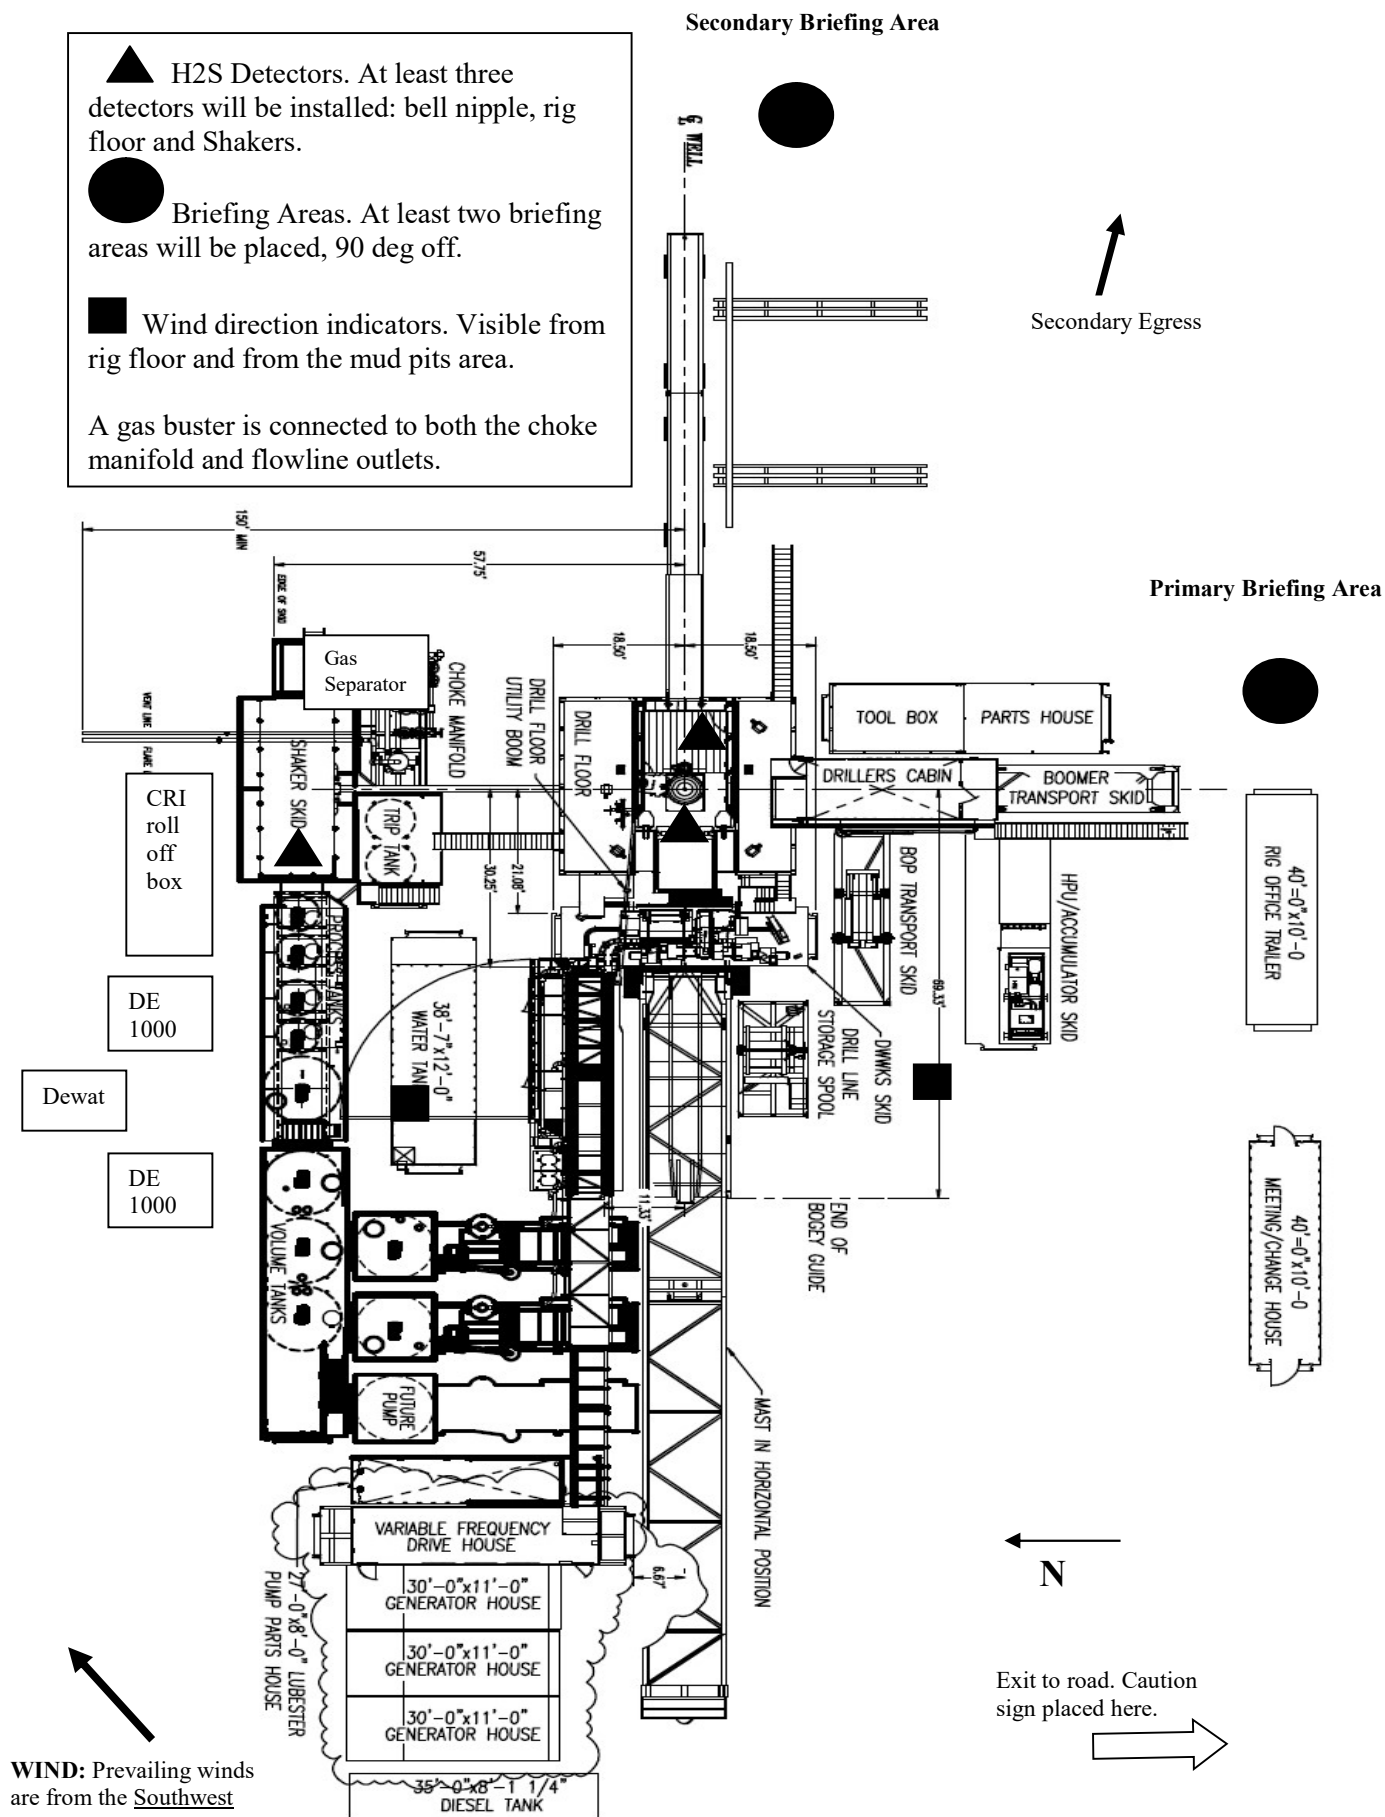 Secondary Briefing Area
H2S Detectors. At least three
detectors will be installed: bell nipple, rig
floor and Shakers.
Briefing Areas. At least two briefing
areas will be placed, 90 deg off.
Wind direction indicators. Visible from
rig floor and from the mud pits area.
A gas buster is connected to both the choke
manifold and flowline outlets.
WELL
Secondary Egress
150' MIN
57.75'
EDGE OF SKID
Primary Briefing Area
18.50'
18.50'
Gas
Separator
CHOKE MANIFOLD
DRILL FLOOR
UTILITY BOOM
DRILL FLOOR
TOOL BOX
PARTS HOUSE
VENT LINE
FLARE
SHAKER SKID
DRILLERS CABIN
BOOMER
TRANSPORT SKID
CRI
roll
off
box
TRIP TANK
30.25'
21.08'
BOP TRANSPORT SKID
HPU/ACCUMULATOR SKID
40'=0"x10'-0
RIG OFFICE TRAILER
PROCESS TANKS
DE
1000
38'-7"x12'-0"
WATER TANK
69.33'
DRILL LINE
STORAGE SPOOL
DWWKS SKID
Dewat
DE
1000
VOLUME TANKS
11.33'
END OF
BOGEY GUIDE
40'=0"x10'-0
MEETING/CHANGE HOUSE
FUTURE
PUMP
MAST IN HORIZONTAL POSITION
VARIABLE FREQUENCY
DRIVE HOUSE
6.67'
27'-0"x8'-0" LUBESTER
PUMP PARTS HOUSE
30'-0"x11'-0"
GENERATOR HOUSE
30'-0"x11'-0"
GENERATOR HOUSE
30'-0"x11'-0"
GENERATOR HOUSE
N
Exit to road. Caution
sign placed here.
WIND: Prevailing winds
are from the Southwest
35'-0"x8'-1 1/4"
DIESEL TANK